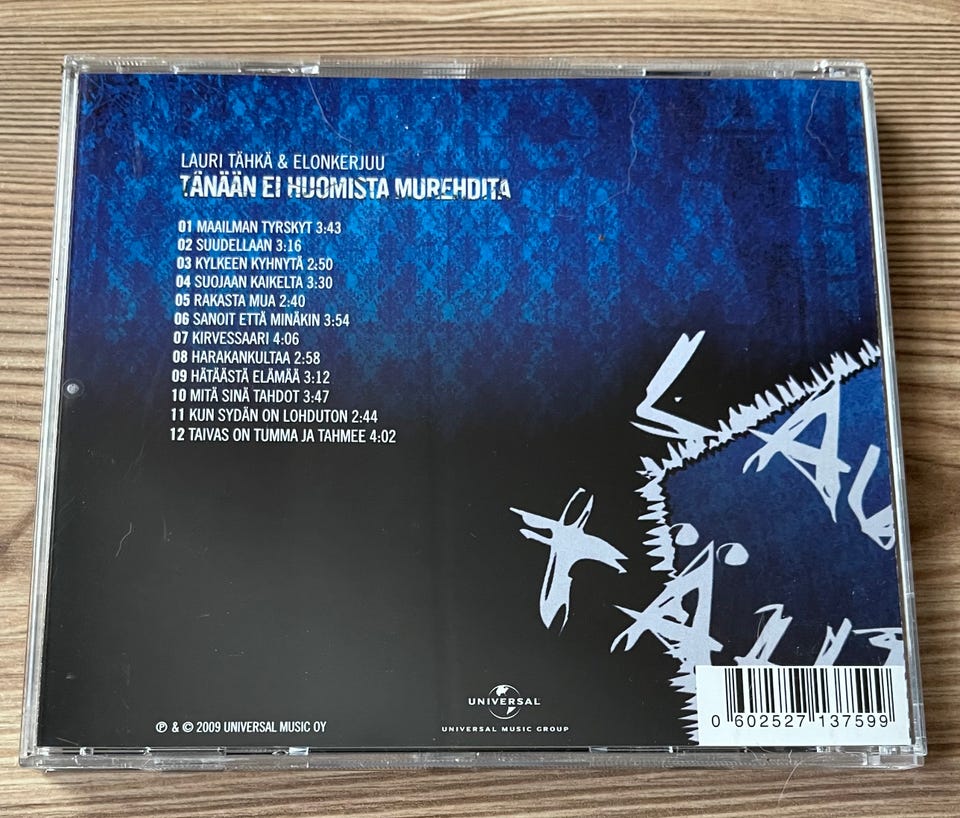 LAURI TÄHKÄ & ELONKERJUU
TÄNÄÄN EI HUOMISTA MUREHDITA
01 MAAILMAN TYRSKYT 3:43
02 SUUDELLAAN 3:16
03 KYLKEEN KYHNYTÄ 2:50
04 SUOJAAN KAIKELTA 3:30
05 RAKASTA MUA 2:40
06 SANOIT ETTÄ MINÄKIN 3:54
07 KIRVESSAARI 4:06
08 HARAKANKULTAA 2:58
09 HÄTÄÄSTÄ ELÄMÄÄ 3:12
10 MITÄ SINÄ TAHDOT 3:47
11 KUN SYDÄN ON LOHDUTON 2:44
12 TAIVAS ON TUMMA JA TAHMEE 4:02
℗ & © 2009 UNIVERSAL MUSIC OY
UNIVERSAL
UNIVERSAL MUSIC GROUP
0 602527 137599